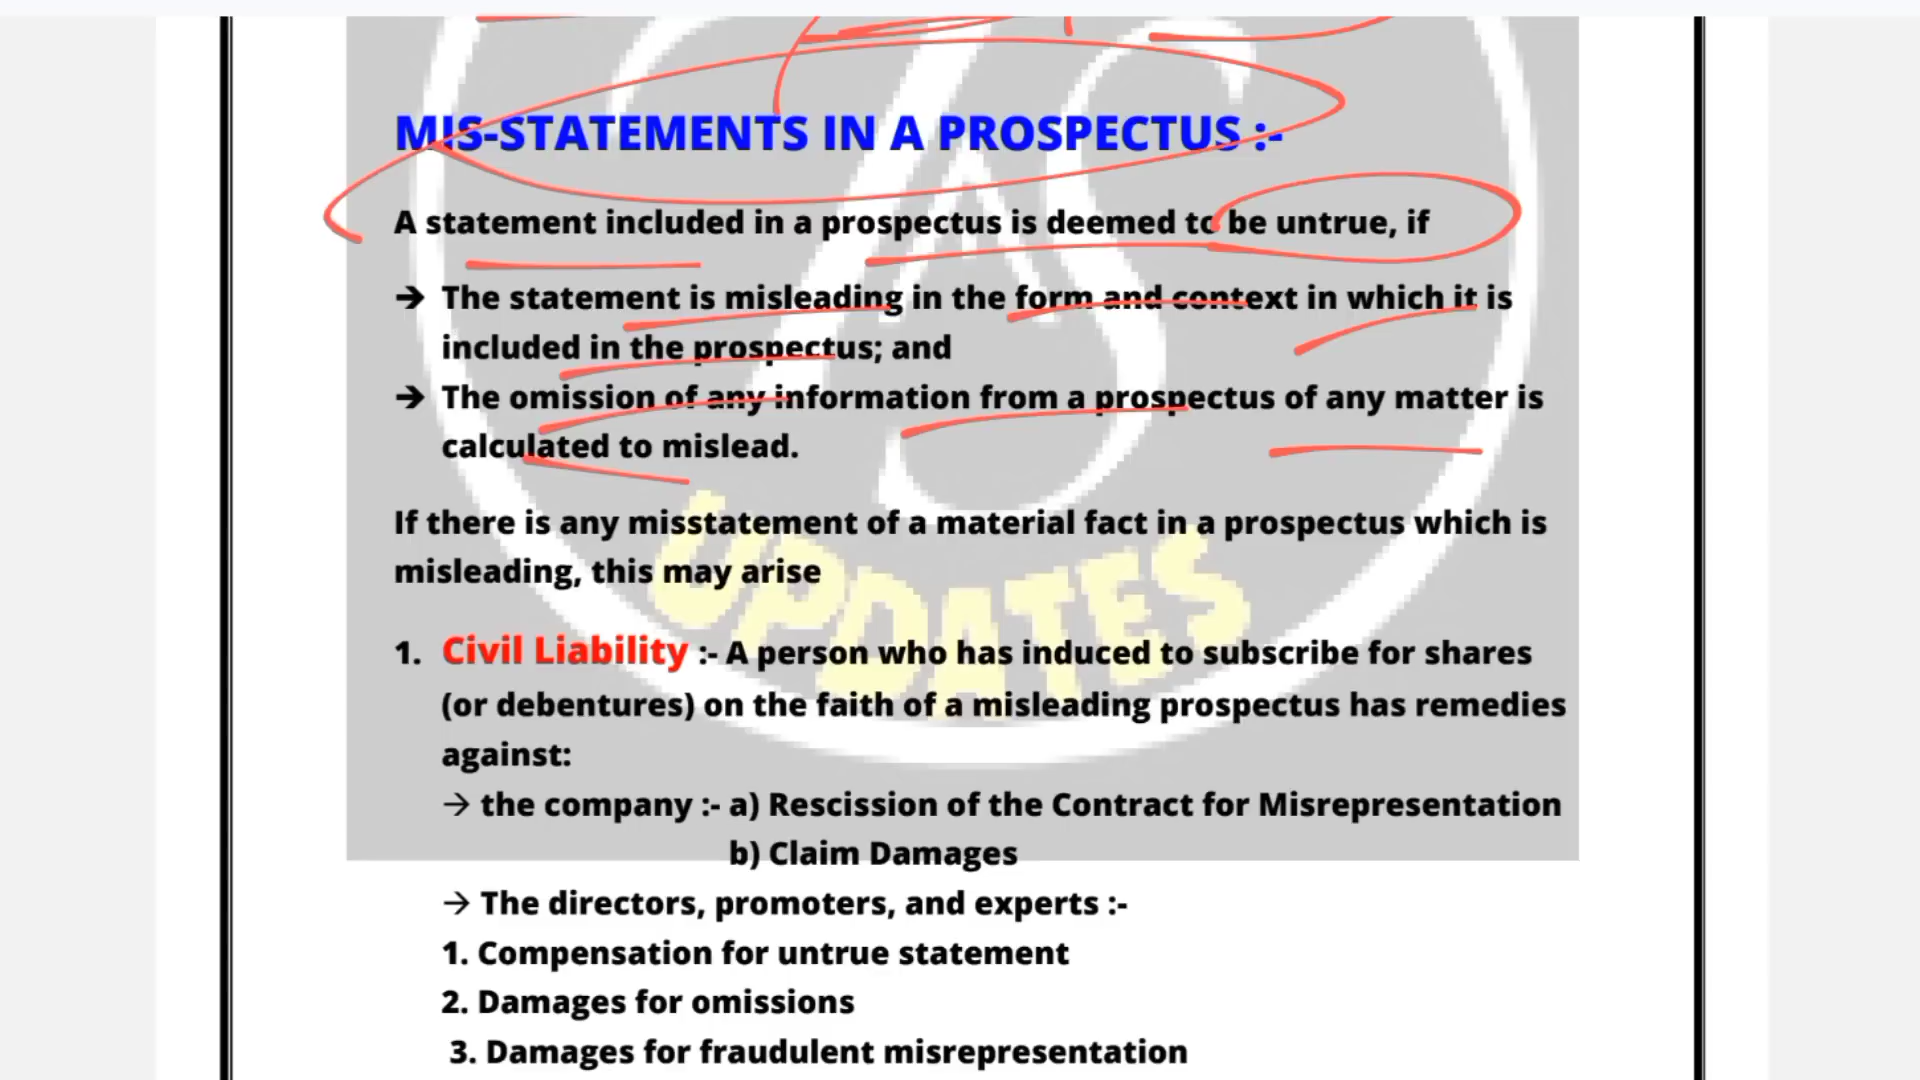 MIS-STATEMENTS IN A PROSPECTUS :-
A statement included in a prospectus is deemed to be untrue, if
→ The statement is misleading in the form and context in which it is
included in the prospectus; and
→ The omission of any information from a prospectus of any matter is
calculated to mislead.
If there is any misstatement of a material fact in a prospectus which is
misleading, this may arise
1. Civil Liability :- A person who has induced to subscribe for shares
(or debentures) on the faith of a misleading prospectus has remedies
against:
→ the company :- a) Rescission of the Contract for Misrepresentation
b) Claim Damages
→ The directors, promoters, and experts :-
1. Compensation for untrue statement
2. Damages for omissions
3. Damages for fraudulent misrepresentation
UPDATES